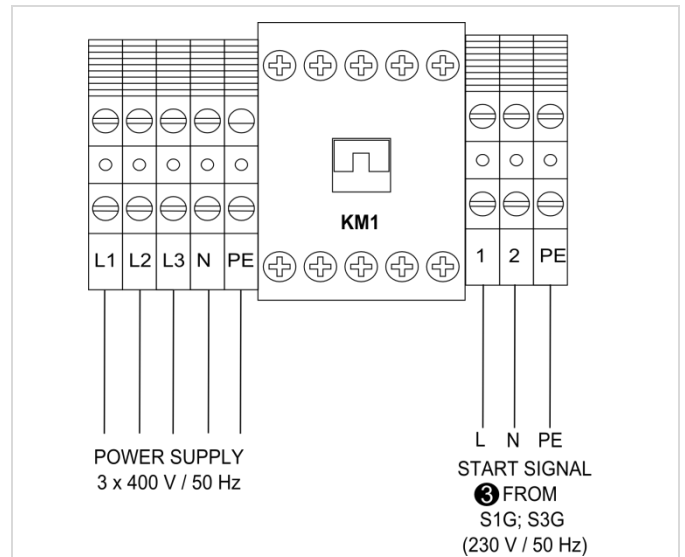 KM1
L1 L2 L3 N PE
1 2 PE
POWER SUPPLY
3 x 400 V / 50 Hz
L N PE
START SIGNAL
❸ FROM
S1G; S3G
(230 V / 50 Hz)